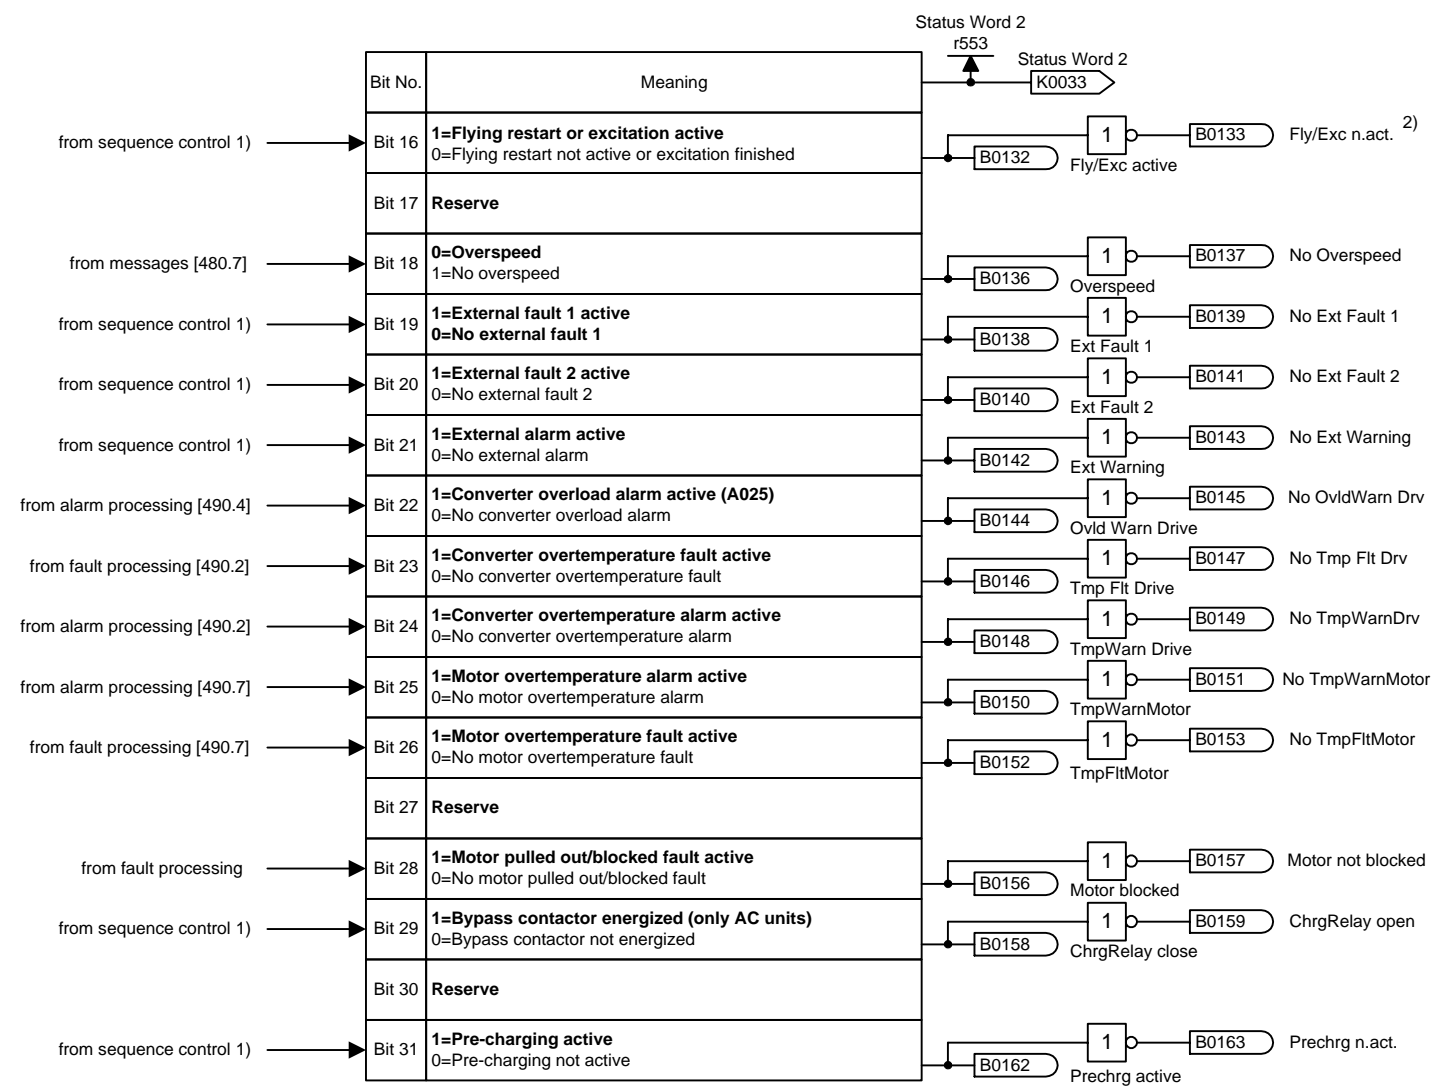 Status Word 2
r553
Status Word 2
K0033
Bit No. Meaning
from sequence control 1) Bit 16 1=Flying restart or excitation active
0=Flying restart not active or excitation finished
1 B0133 Fly/Exc n.act. 2)
B0132 Fly/Exc active
Bit 17 Reserve
from messages [480.7] Bit 18 0=Overspeed
1=No overspeed
1 B0137 No Overspeed
B0136 Overspeed
from sequence control 1) Bit 19 1=External fault 1 active
0=No external fault 1
1 B0139 No Ext Fault 1
B0138 Ext Fault 1
from sequence control 1) Bit 20 1=External fault 2 active
0=No external fault 2
1 B0141 No Ext Fault 2
B0140 Ext Fault 2
from sequence control 1) Bit 21 1=External alarm active
0=No external alarm
1 B0143 No Ext Warning
B0142 Ext Warning
from alarm processing [490.4] Bit 22 1=Converter overload alarm active (A025)
0=No converter overload alarm
1 B0145 No OvldWarn Drv
B0144 Ovld Warn Drive
from fault processing [490.2] Bit 23 1=Converter overtemperature fault active
0=No converter overtemperature fault
1 B0147 No Tmp Flt Drv
B0146 Tmp Flt Drive
from alarm processing [490.2] Bit 24 1=Converter overtemperature alarm active
0=No converter overtemperature alarm
1 B0149 No TmpWarnDrv
B0148 TmpWarn Drive
from alarm processing [490.7] Bit 25 1=Motor overtemperature alarm active
0=No motor overtemperature alarm
1 B0151 No TmpWarnMotor
B0150 TmpWarnMotor
from fault processing [490.7] Bit 26 1=Motor overtemperature fault active
0=No motor overtemperature fault
1 B0153 No TmpFltMotor
B0152 TmpFltMotor
Bit 27 Reserve
from fault processing Bit 28 1=Motor pulled out/blocked fault active
0=No motor pulled out/blocked fault
1 B0157 Motor not blocked
B0156 Motor blocked
from sequence control 1) Bit 29 1=Bypass contactor energized (only AC units)
0=Bypass contactor not energized
1 B0159 ChrgRelay open
B0158 ChrgRelay close
Bit 30 Reserve
from sequence control 1) Bit 31 1=Pre-charging active
0=Pre-charging not active
1 B0163 Prechrg n.act.
B0162 Prechrg active